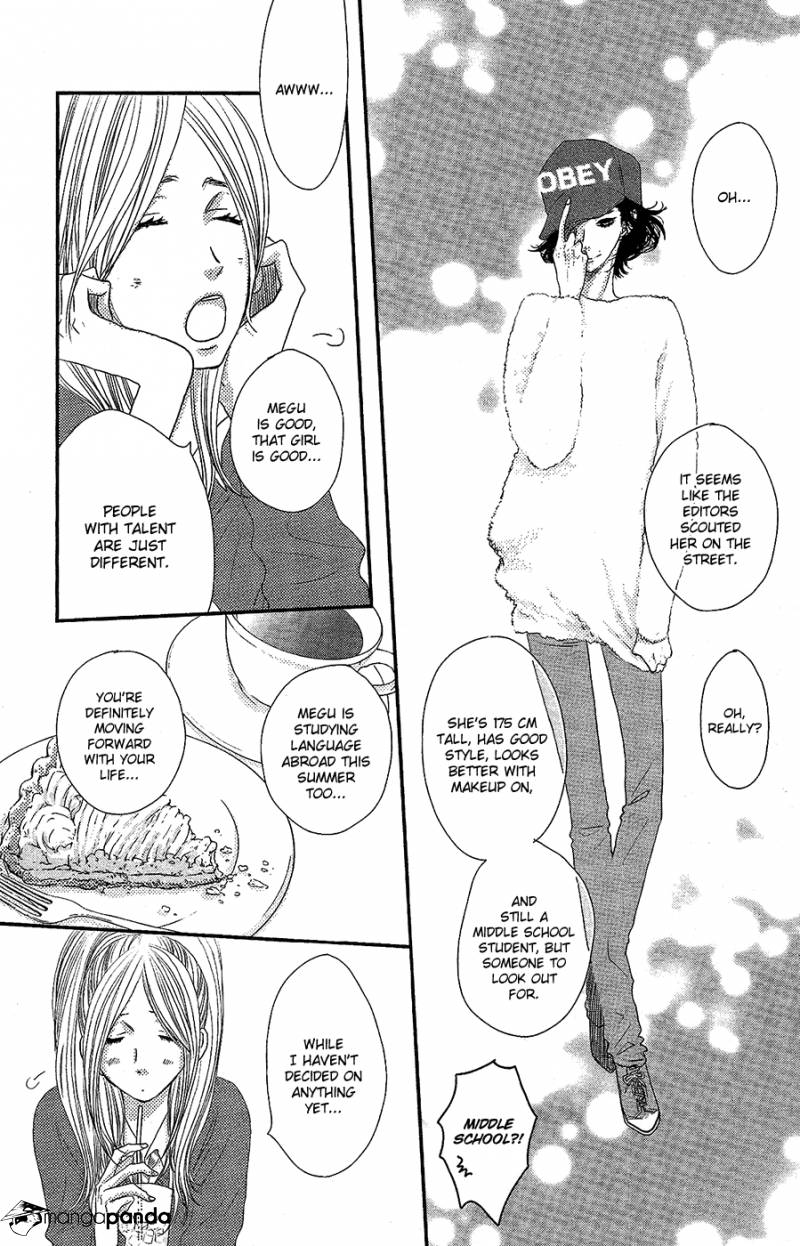 OH...
OBEY
IT SEEMS
LIKE THE
EDITORS
SCOUTED
HER ON THE
STREET.
OH,
REALLY?
SHE'S 175 CM
TALL, HAS GOOD
STYLE, LOOKS
BETTER WITH
MAKEUP ON,
AND
STILL A
MIDDLE SCHOOL
STUDENT, BUT
SOMEONE TO
LOOK OUT
FOR.
MIDDLE
SCHOOL?!
AWWW...
MEGU
IS GOOD,
THAT GIRL
IS GOOD...
PEOPLE
WITH TALENT
ARE JUST
DIFFERENT.
MEGU IS
STUDYING
LANGUAGE
ABROAD THIS
SUMMER
TOO...
YOU'RE
DEFINITELY
MOVING
FORWARD
WITH YOUR
LIFE...
WHILE
I HAVEN'T
DECIDED ON
ANYTHING
YET...
mangapanda